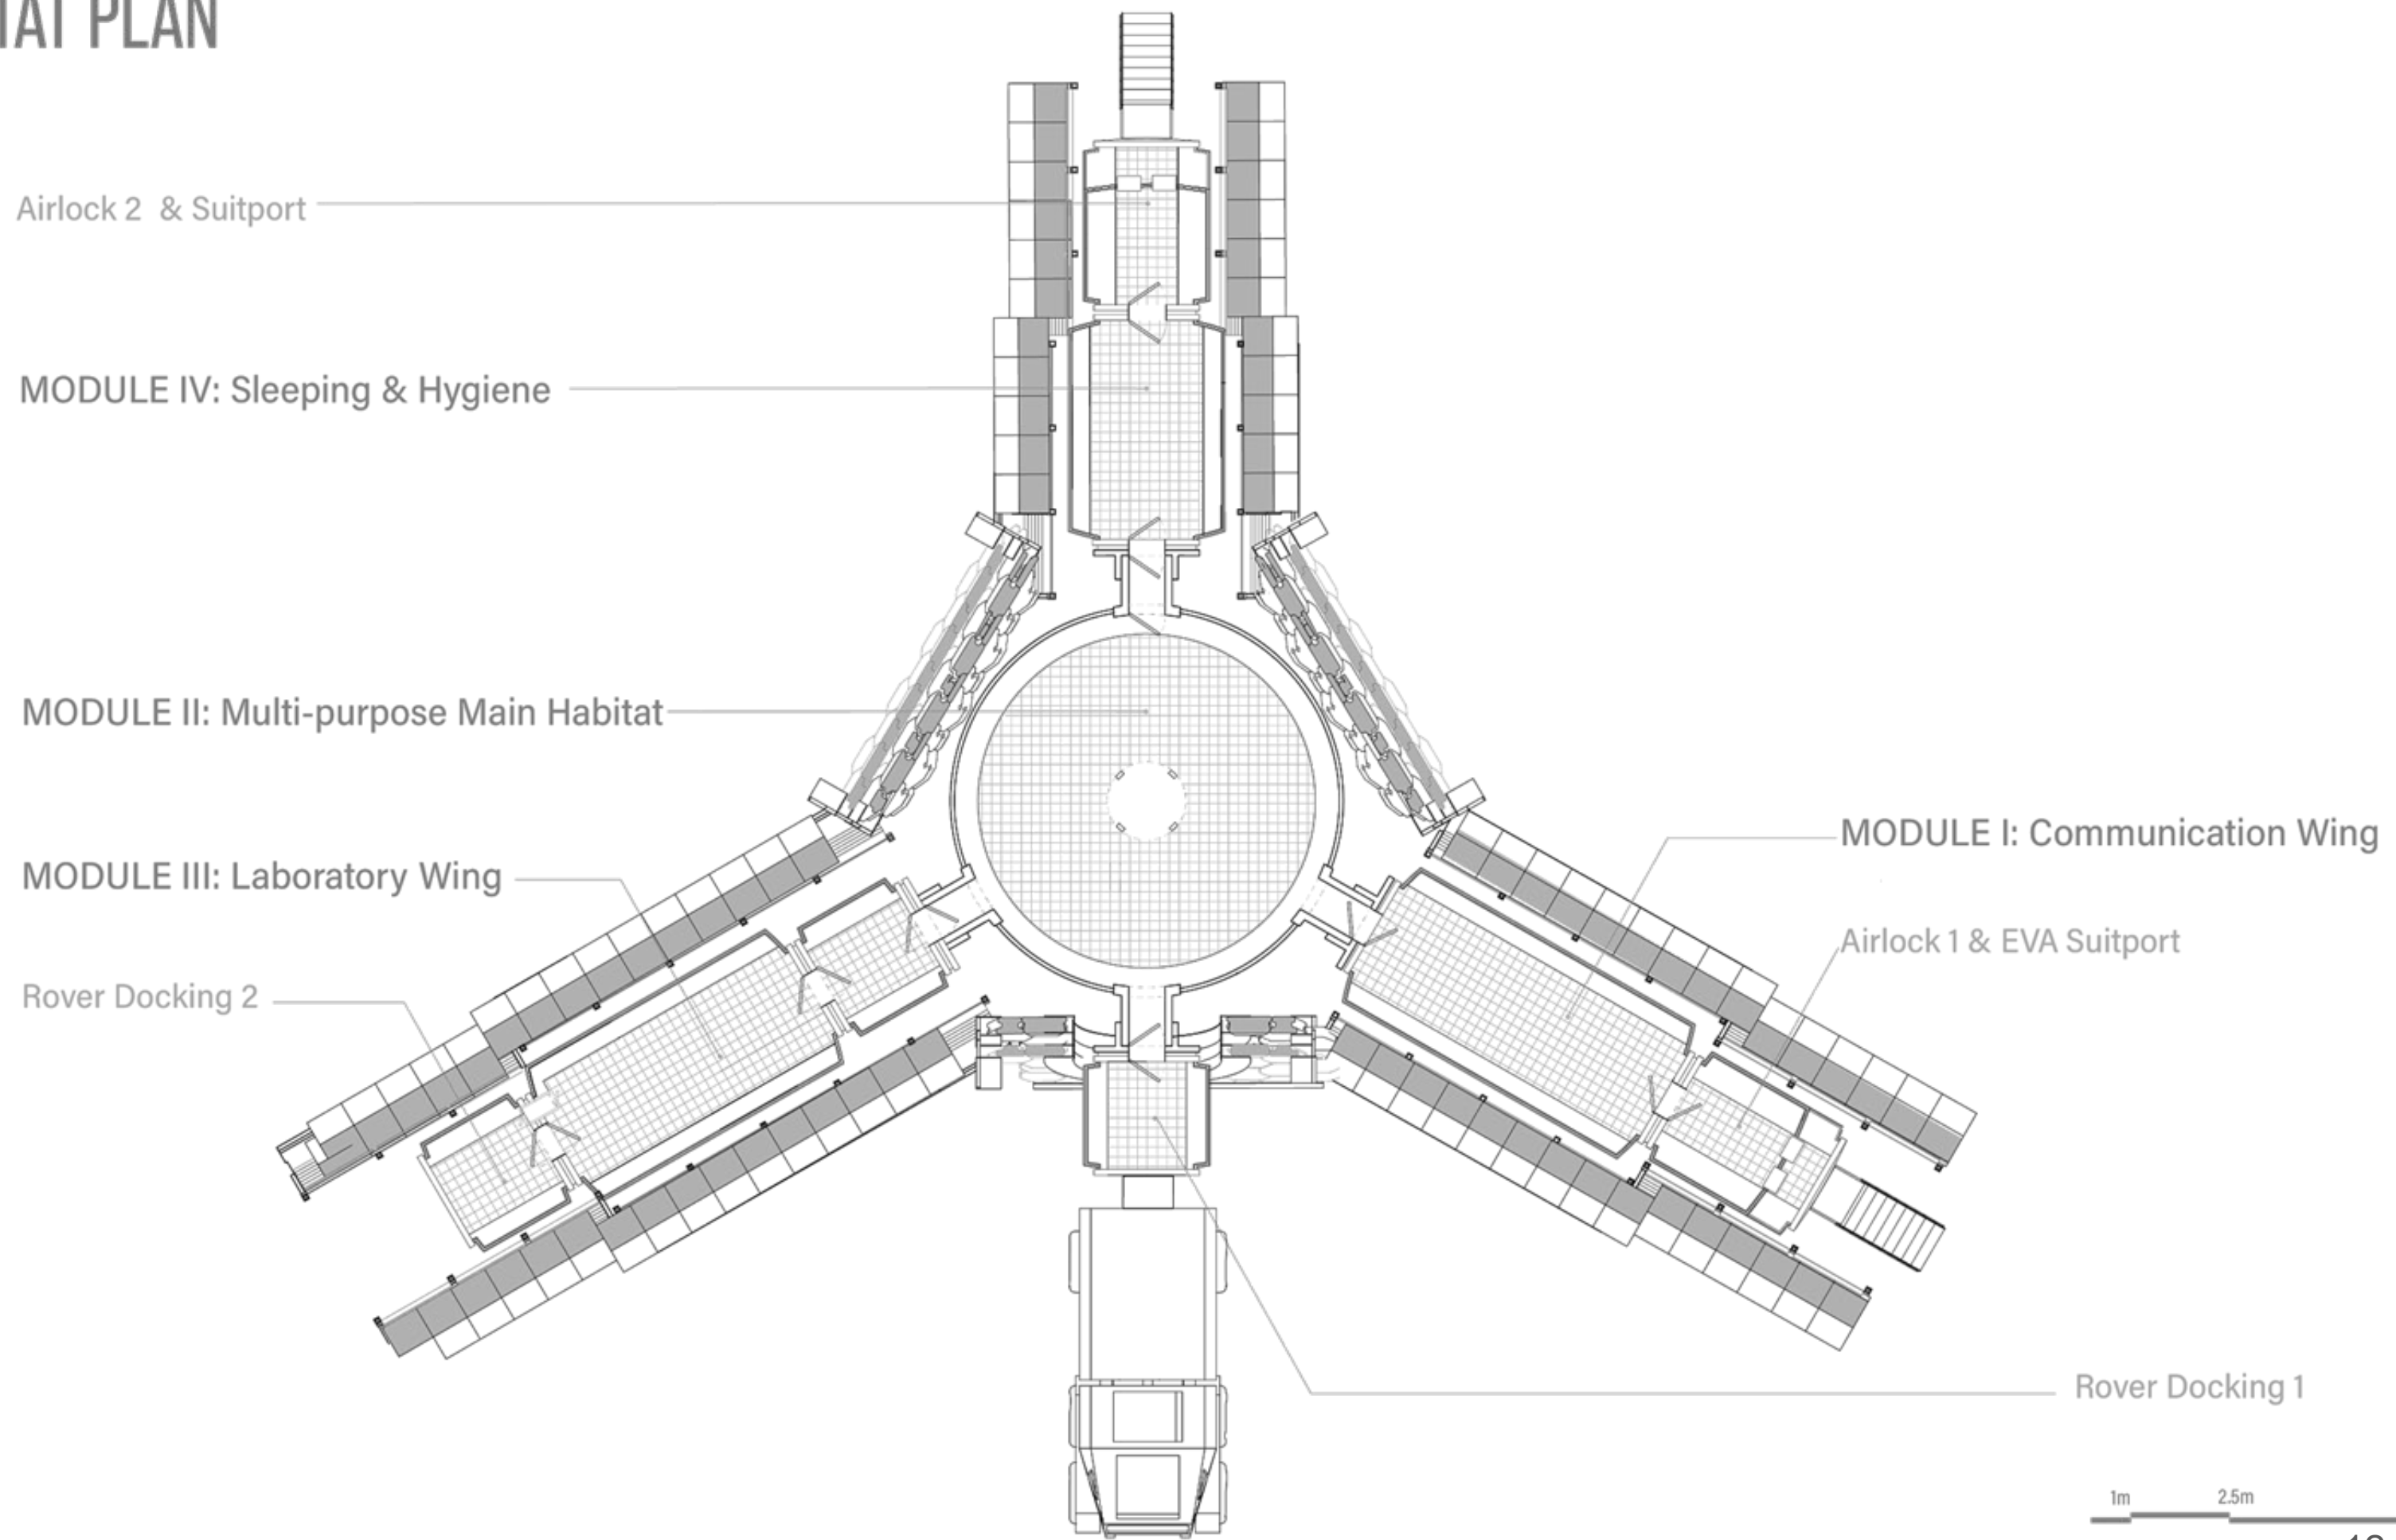 PLAN
Airlock 2 & Suitport
MODULE IV: Sleeping & Hygiene
MODULE II: Multi-purpose Main Habitat
MODULE I: Communication Wing
MODULE III: Laboratory Wing
Airlock 1 & EVA Suitport
Rover Docking 2
Rover Docking 1
1m 2.5m